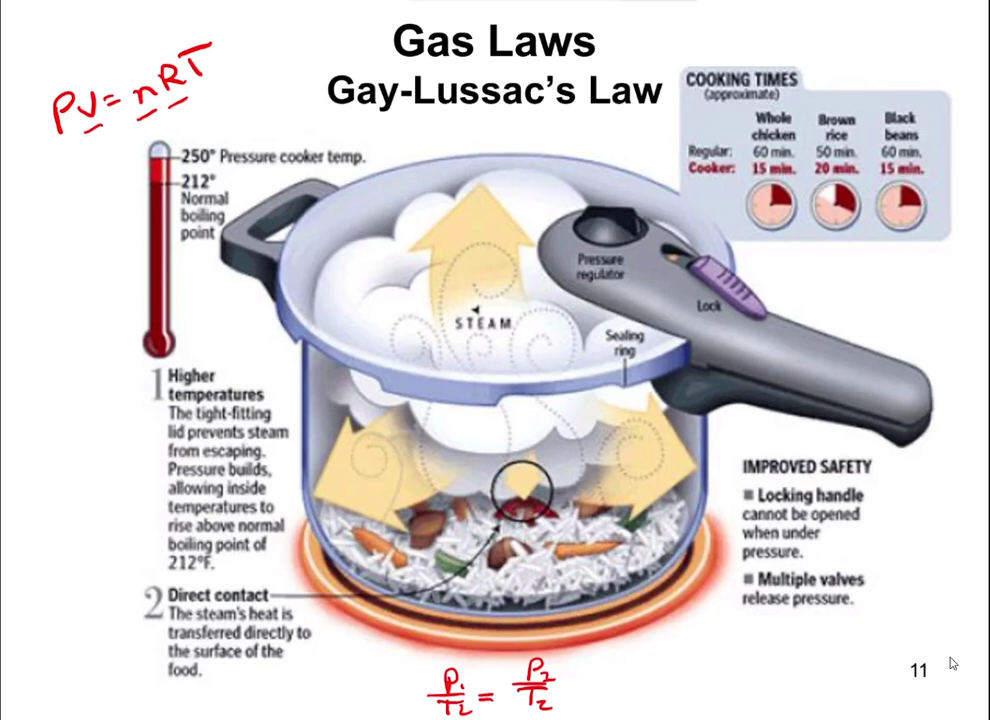 Gas Laws
Gay-Lussac's Law
PV = nRT
COOKING TIMES
(approximate)
Whole chicken Brown rice Black beans
Regular: 60 min. 50 min. 60 min.
Cooker: 15 min. 20 min. 15 min.
250° Pressure cooker temp.
212°
Normal
boiling
point
Pressure
regulator
Lock
STEAM
Sealing
ring
1 Higher
temperatures
The tight-fitting
lid prevents steam
from escaping.
Pressure builds,
allowing inside
temperatures to
rise above normal
boiling point of
212°F.
2 Direct contact
The steam's heat is
transferred directly to
the surface of the
food.
IMPROVED SAFETY
■ Locking handle
cannot be opened
when under
pressure.
■ Multiple valves
release pressure.
P₁/T₁ = P₂/T₂
11